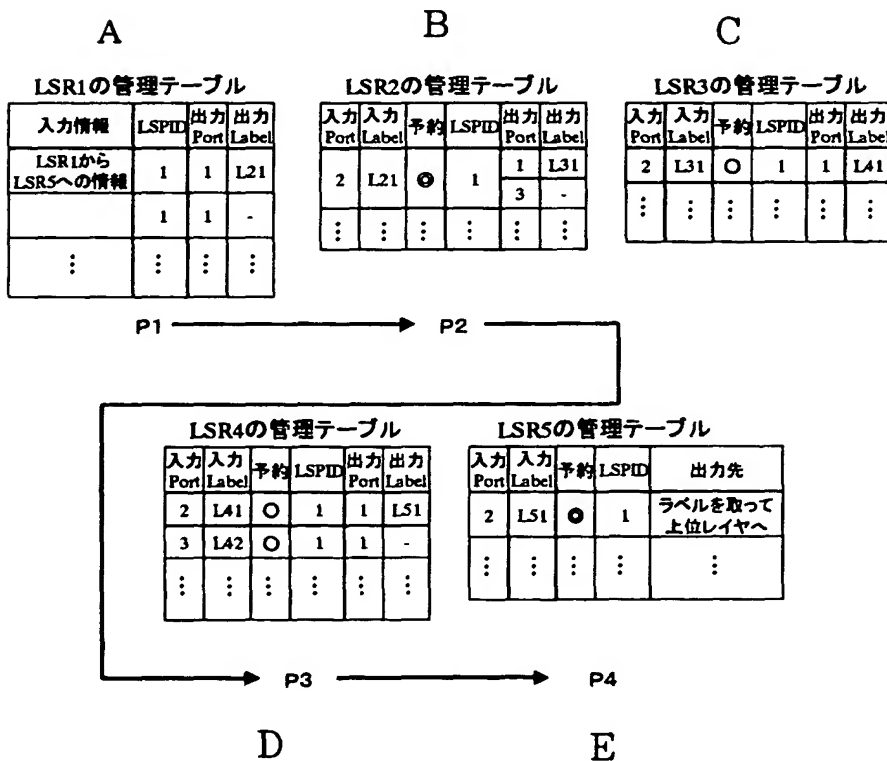 A
B
C
LSR1の管理テーブル
入力情報 LSPID 出力Port 出力Label
LSR1からLSR5への情報 1 1 L21
1 1 -
⋮ ⋮ ⋮ ⋮
LSR2の管理テーブル
入力Port 入力Label 予約 LSPID 出力Port 出力Label
2 L21 ◎ 1 1 L31
3 -
⋮ ⋮ ⋮ ⋮ ⋮ ⋮
LSR3の管理テーブル
入力Port 入力Label 予約 LSPID 出力Port 出力Label
2 L31 ○ 1 1 L41
⋮ ⋮ ⋮ ⋮ ⋮ ⋮
P1
P2
LSR4の管理テーブル
入力Port 入力Label 予約 LSPID 出力Port 出力Label
2 L41 ○ 1 1 L51
3 L42 ○ 1 1 -
⋮ ⋮ ⋮ ⋮ ⋮ ⋮
LSR5の管理テーブル
入力Port 入力Label 予約 LSPID 出力先
2 L51 ◎ 1 ラベルを取って上位レイヤへ
⋮ ⋮ ⋮ ⋮ ⋮
P3
P4
D
E